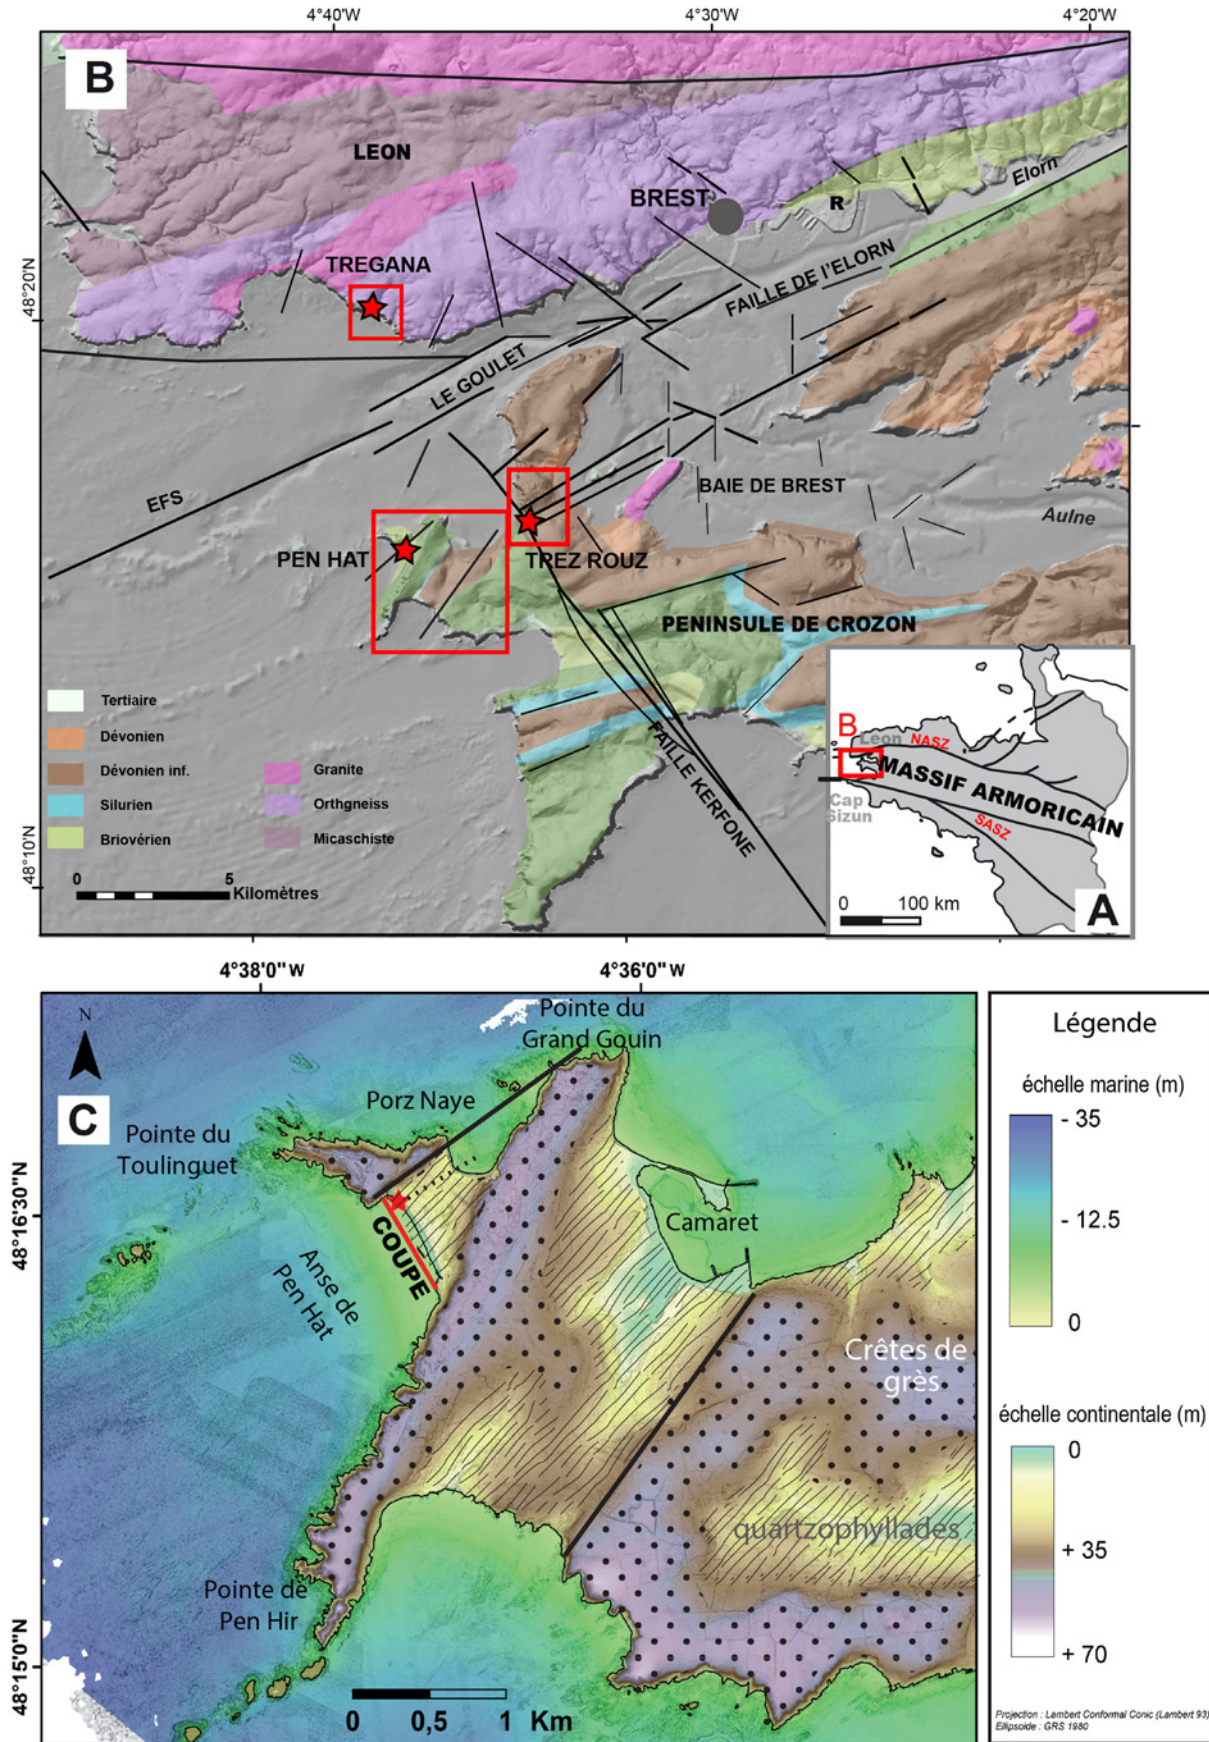 4°40'W
4°30'W
4°20'W
B
LEON
BREST
R
Elorn
TREGANA
FAILLE DE l'ELORN
48°20'N
LE GOULET
EFS
BAIE DE BREST
Aulne
PEN HAT
TREZ ROUZ
PENINSULE DE CROZON
FAILLE KERFONE
Tertiaire
Dévonien
Dévonien inf.
Silurien
Briovérien
Granite
Orthgneiss
Micaschiste
0
5
Kilomètres
48°10'N
B
Leon
NASZ
MASSIF ARMORICAIN
Cap
Sizun
SASZ
0
100 km
A
4°38'0"W
4°36'0"W
N
C
Pointe du
Grand Gouin
Porz Naye
Pointe du
Toulinguet
48°16'30"N
COUPE
Camaret
Anse de
Pen Hat
Crêtes de
grès
quartzophyllades
Pointe de
Pen Hir
48°15'0"N
0
0,5
1
Km
Légende
échelle marine (m)
- 35
- 12.5
0
échelle continentale (m)
0
+ 35
+ 70
Projection : Lambert Conformal Conic (Lambert 93)
Ellipsoide : GRS 1980